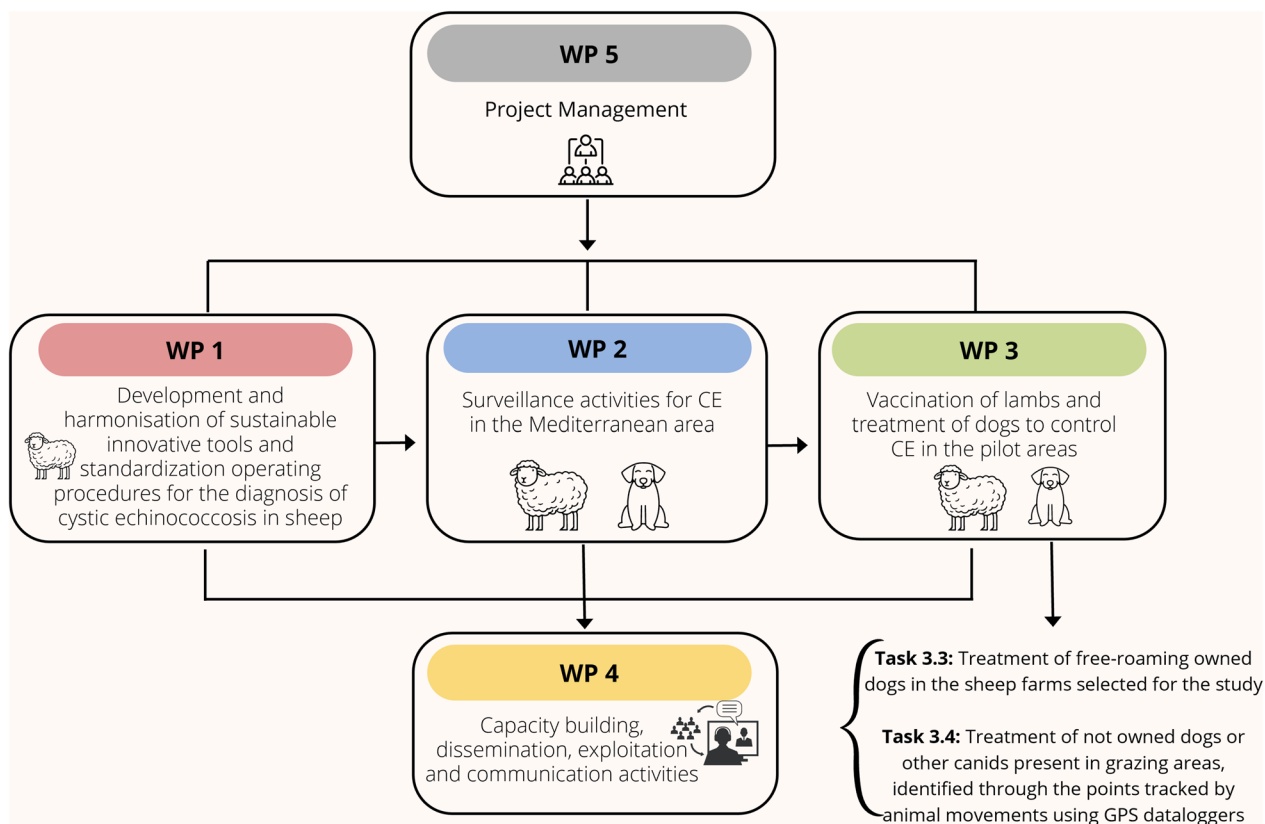 WP 5
Project Management
WP 1
Development and
harmonisation of sustainable
innovative tools and
standardization operating
procedures for the diagnosis of
cystic echinococcosis in sheep
WP 2
Surveillance activities for CE
in the Mediterranean area
WP 3
Vaccination of lambs and
treatment of dogs to control
CE in the pilot areas
WP 4
Capacity building,
dissemination, exploitation
and communication activities
Task 3.3: Treatment of free-roaming owned
dogs in the sheep farms selected for the study
Task 3.4: Treatment of not owned dogs or
other canids present in grazing areas,
identified through the points tracked by
animal movements using GPS dataloggers